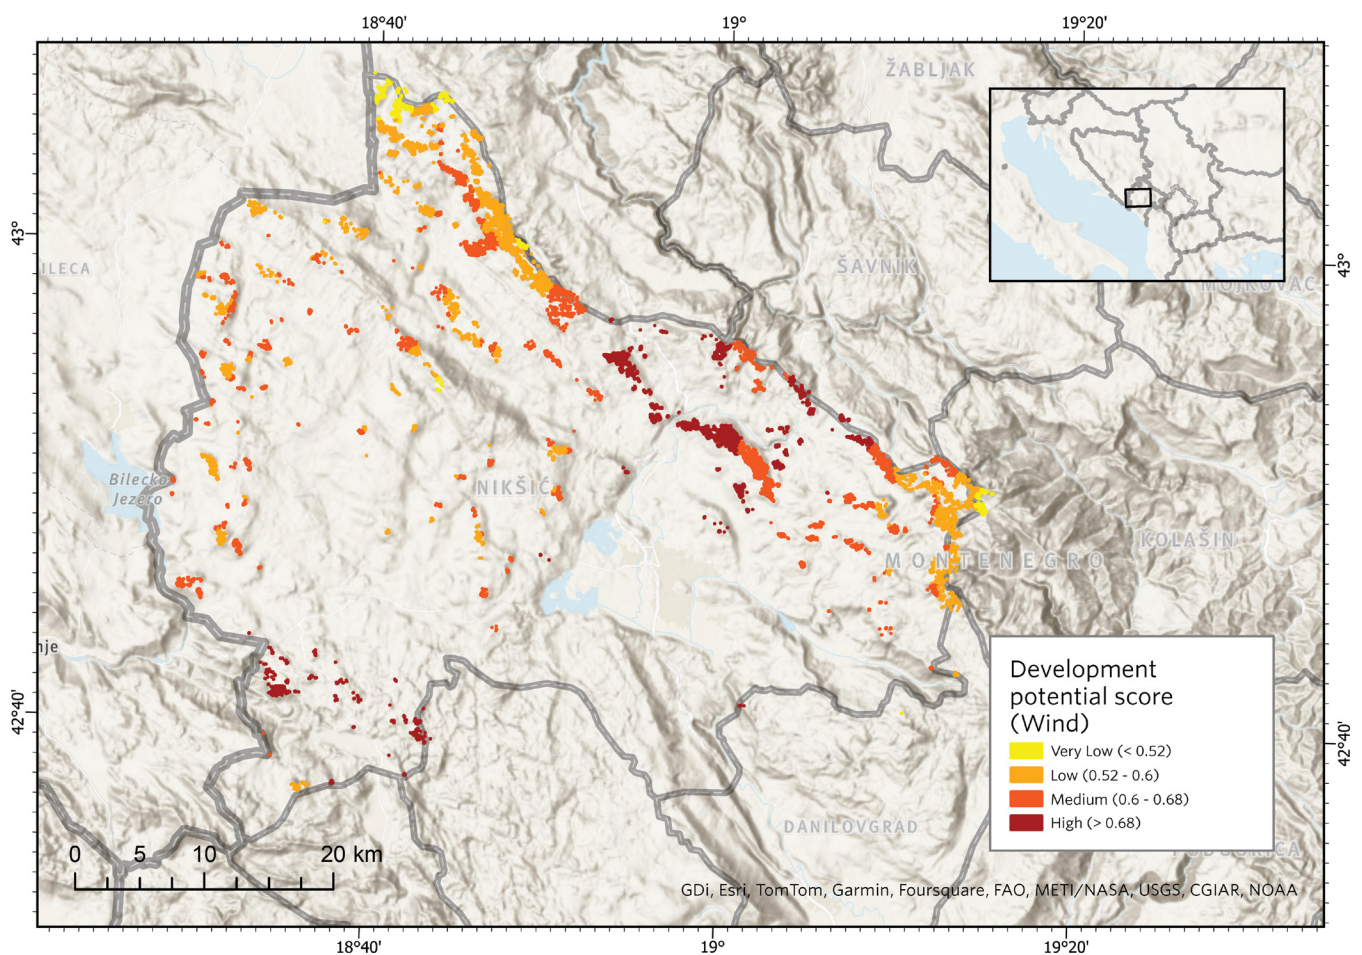 18°40'
19°
19°20'
ŽABLJAK
43°
43°
ILECA
ŠAVNIK
MOJKOVAC
Bilećko
Jezero
NIKŠIĆ
KOLAŠIN
MONTENEGRO
nje
Development
potential score
(Wind)
Very Low (< 0.52)
Low (0.52 - 0.6)
Medium (0.6 - 0.68)
High (> 0.68)
42°40'
42°40'
DANILOVGRAD
PODGORICA
0 5 10 20 km
GDi, Esri, TomTom, Garmin, Foursquare, FAO, METI/NASA, USGS, CGIAR, NOAA
18°40'
19°
19°20'